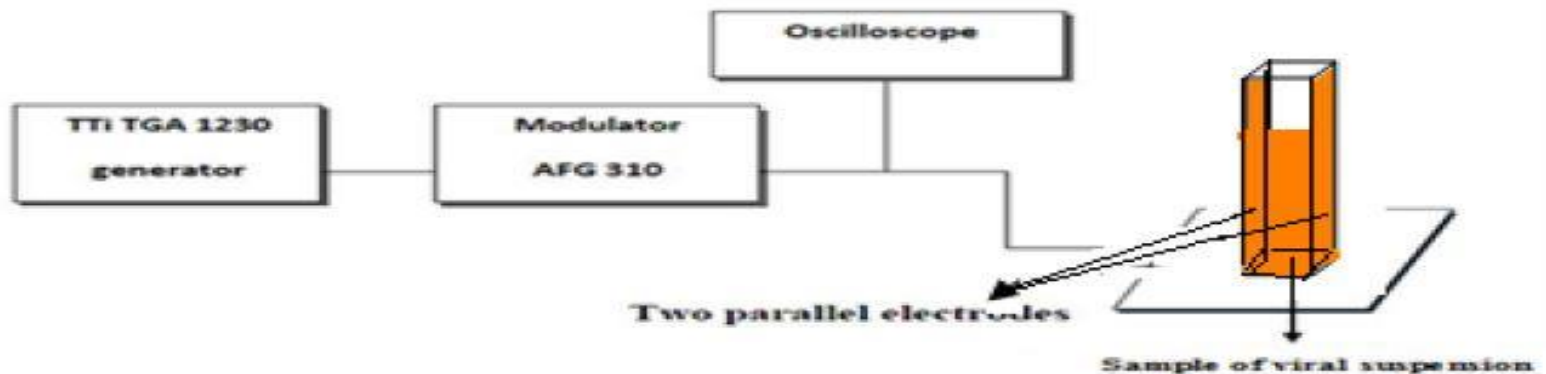 Oscilloscope
TTi TGA 1230
generator
Modulator
AFG 310
Two parallel electrodes
Sample of viral suspension